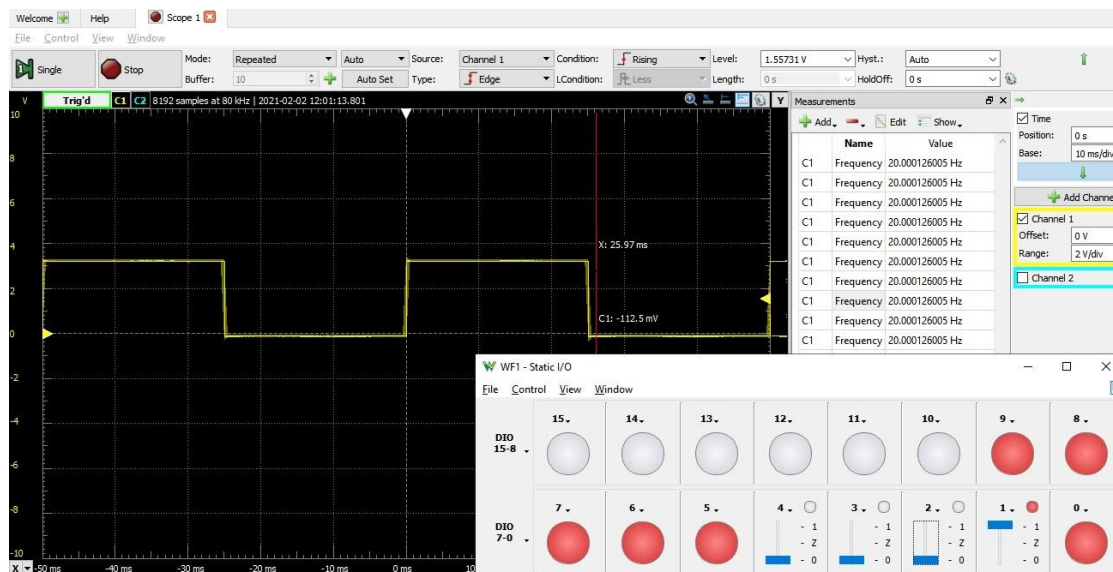 Welcome Help Scope 1
File Control View Window
Single Stop Mode: Repeated Auto Source: Channel 1 Condition: Rising Level: 1.55731 V Hyst.: Auto
Buffer: 10 Auto Set Type: Edge LCondition: Less Length: 0 s HoldOff: 0 s
V Trig'd C1 C2 8192 samples at 80 kHz | 2021-02-02 12:01:13.801 Y
10
8
6
4
2
0
-2
-4
-6
-8
-10
X: 25.97 ms
C1: -112.5 mV
X -50 ms -40 ms -30 ms -20 ms -10 ms 0 ms 10
Measurements
Add Edit Show
Name Value
C1 Frequency 20.000126005 Hz
C1 Frequency 20.000126005 Hz
C1 Frequency 20.000126005 Hz
C1 Frequency 20.000126005 Hz
C1 Frequency 20.000126005 Hz
C1 Frequency 20.000126005 Hz
C1 Frequency 20.000126005 Hz
C1 Frequency 20.000126005 Hz
C1 Frequency 20.000126005 Hz
C1 Frequency 20.000126005 Hz
Time
Position: 0 s
Base: 10 ms/div
Add Channe
Channel 1
Offset: 0 V
Range: 2 V/div
Channel 2
WF1 - Static I/O
File Control View Window
DIO 15-8
15 14 13 12 11 10 9 8
DIO 7-0
7 6 5 4 3 2 1 0
- 1 - 1 - 1 - 1
- Z - Z - Z - Z
- 0 - 0 - 0 - 0